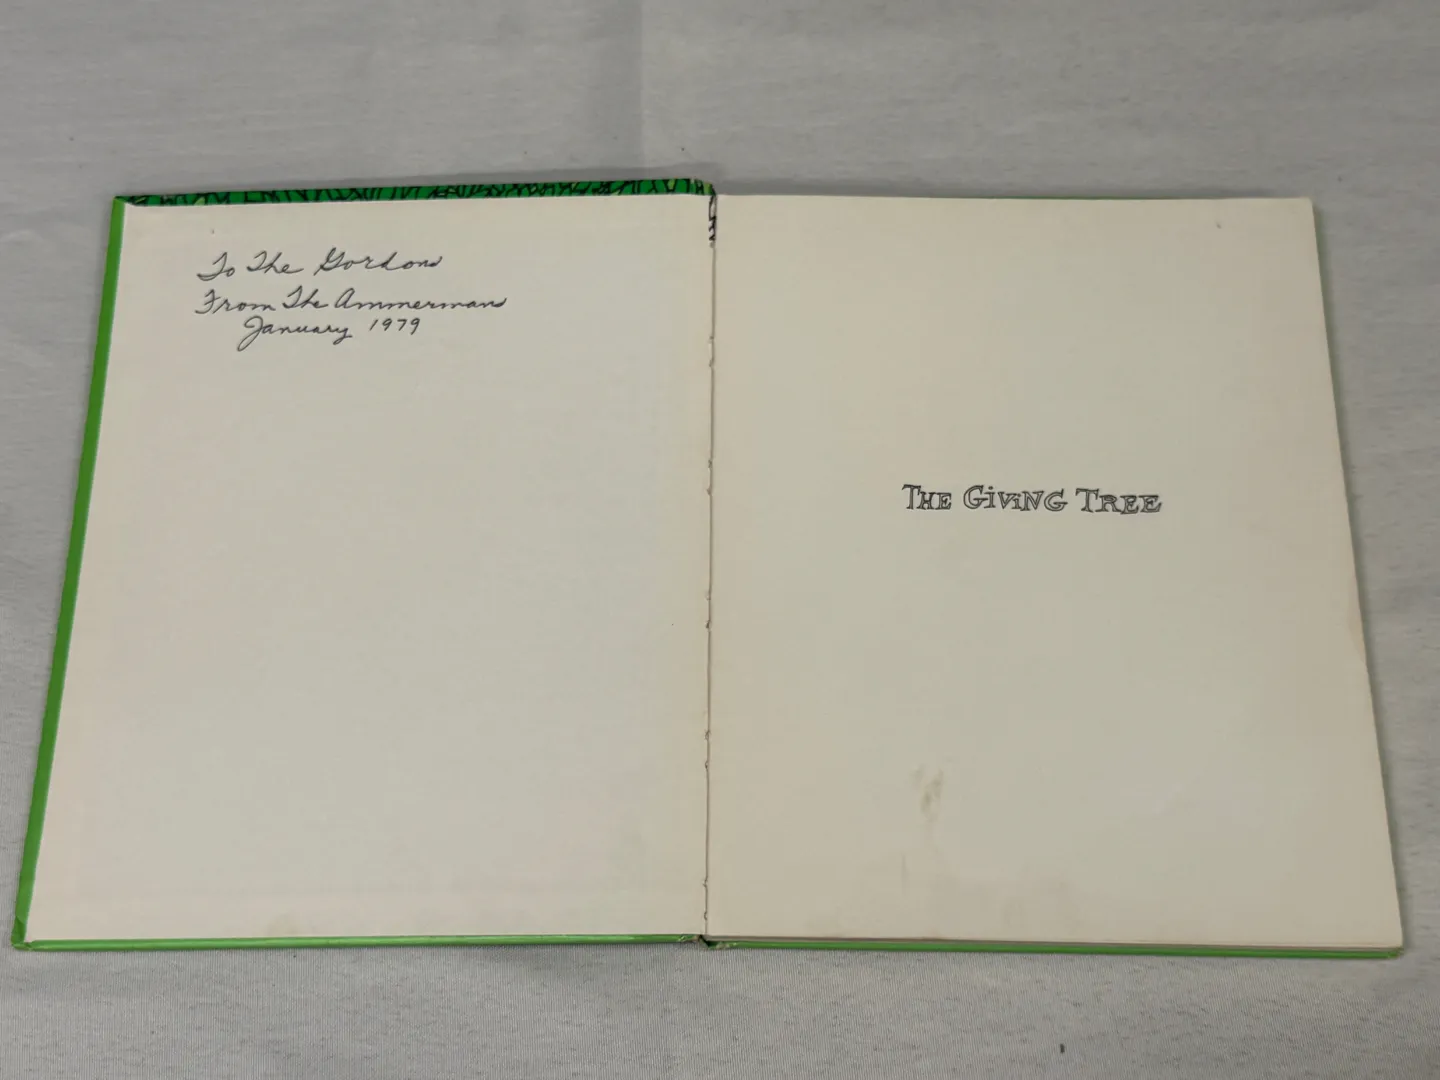 To The Gordons
From The Ammermans
January 1979
THE GiViNG TREE